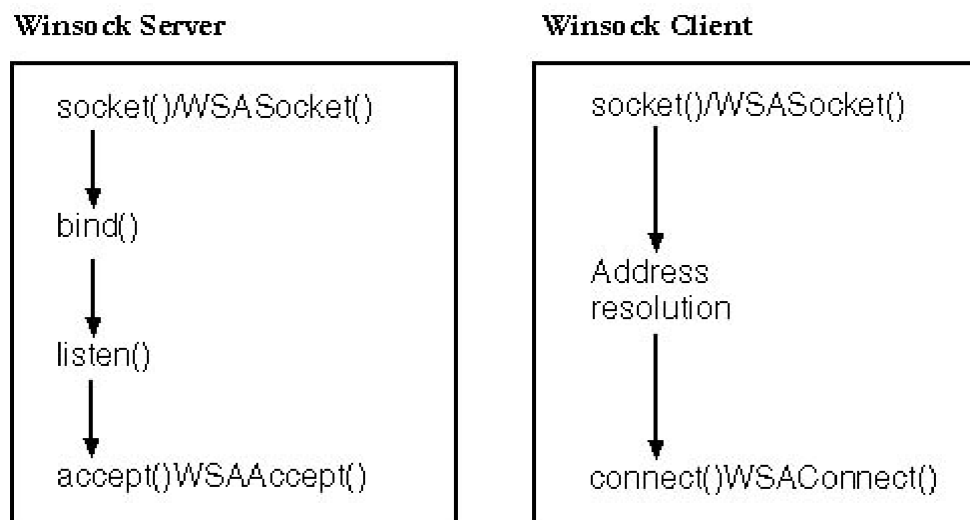 Winsock Server
socket()/WSASocket()
bind()
listen()
accept()WSAAccept()
Winsock Client
socket()/WSASocket()
Address
resolution
connect()WSAConnect()